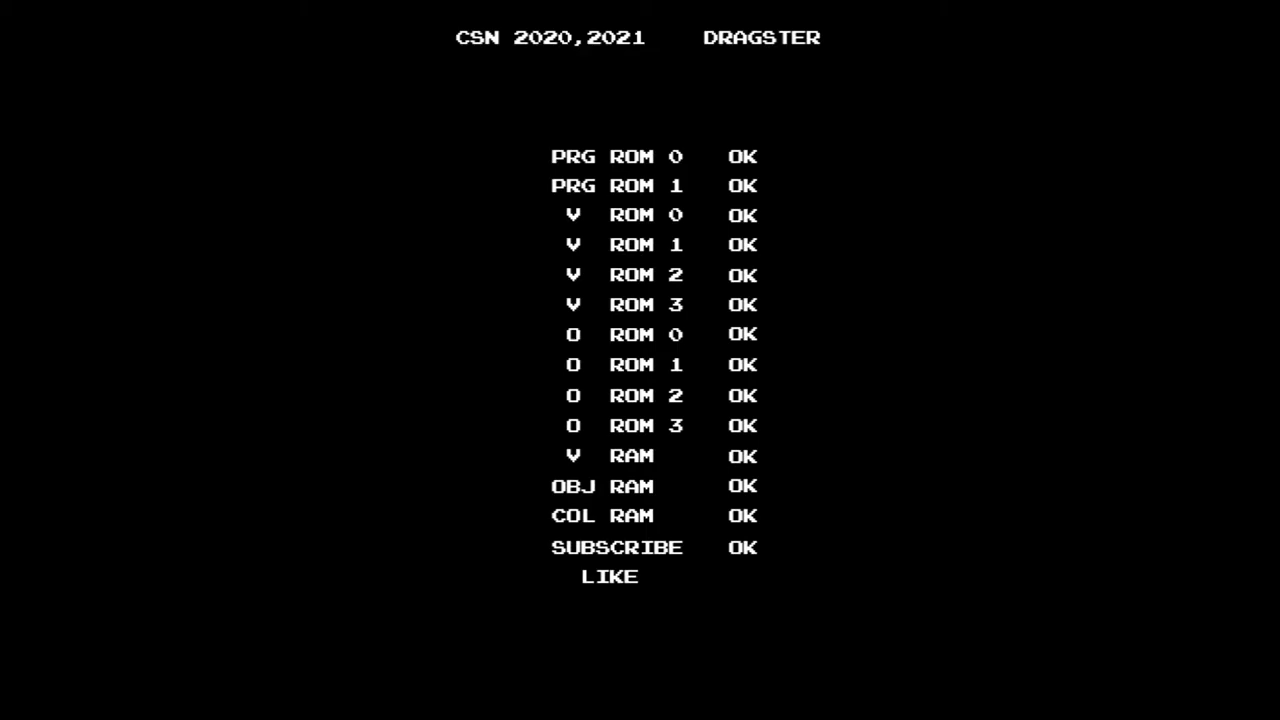 CSN 2020,2021 DRAGSTER
PRG ROM 0 OK
PRG ROM 1 OK
V ROM 0 OK
V ROM 1 OK
V ROM 2 OK
V ROM 3 OK
O ROM 0 OK
O ROM 1 OK
O ROM 2 OK
O ROM 3 OK
V RAM OK
OBJ RAM OK
COL RAM OK
SUBSCRIBE OK
LIKE